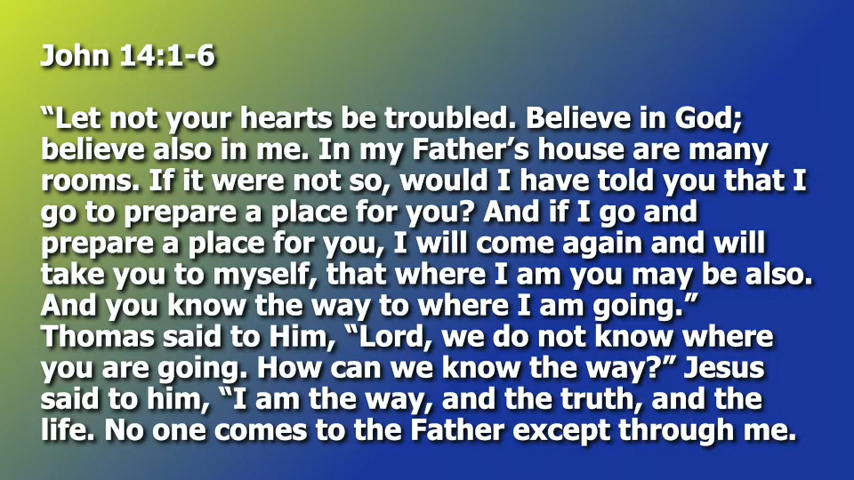 John 14:1-6
“Let not your hearts be troubled. Believe in God;
believe also in me. In my Father’s house are many
rooms. If it were not so, would I have told you that I
go to prepare a place for you? And if I go and
prepare a place for you, I will come again and will
take you to myself, that where I am you may be also.
And you know the way to where I am going.”
Thomas said to Him, “Lord, we do not know where
you are going. How can we know the way?” Jesus
said to him, “I am the way, and the truth, and the
life. No one comes to the Father except through me.